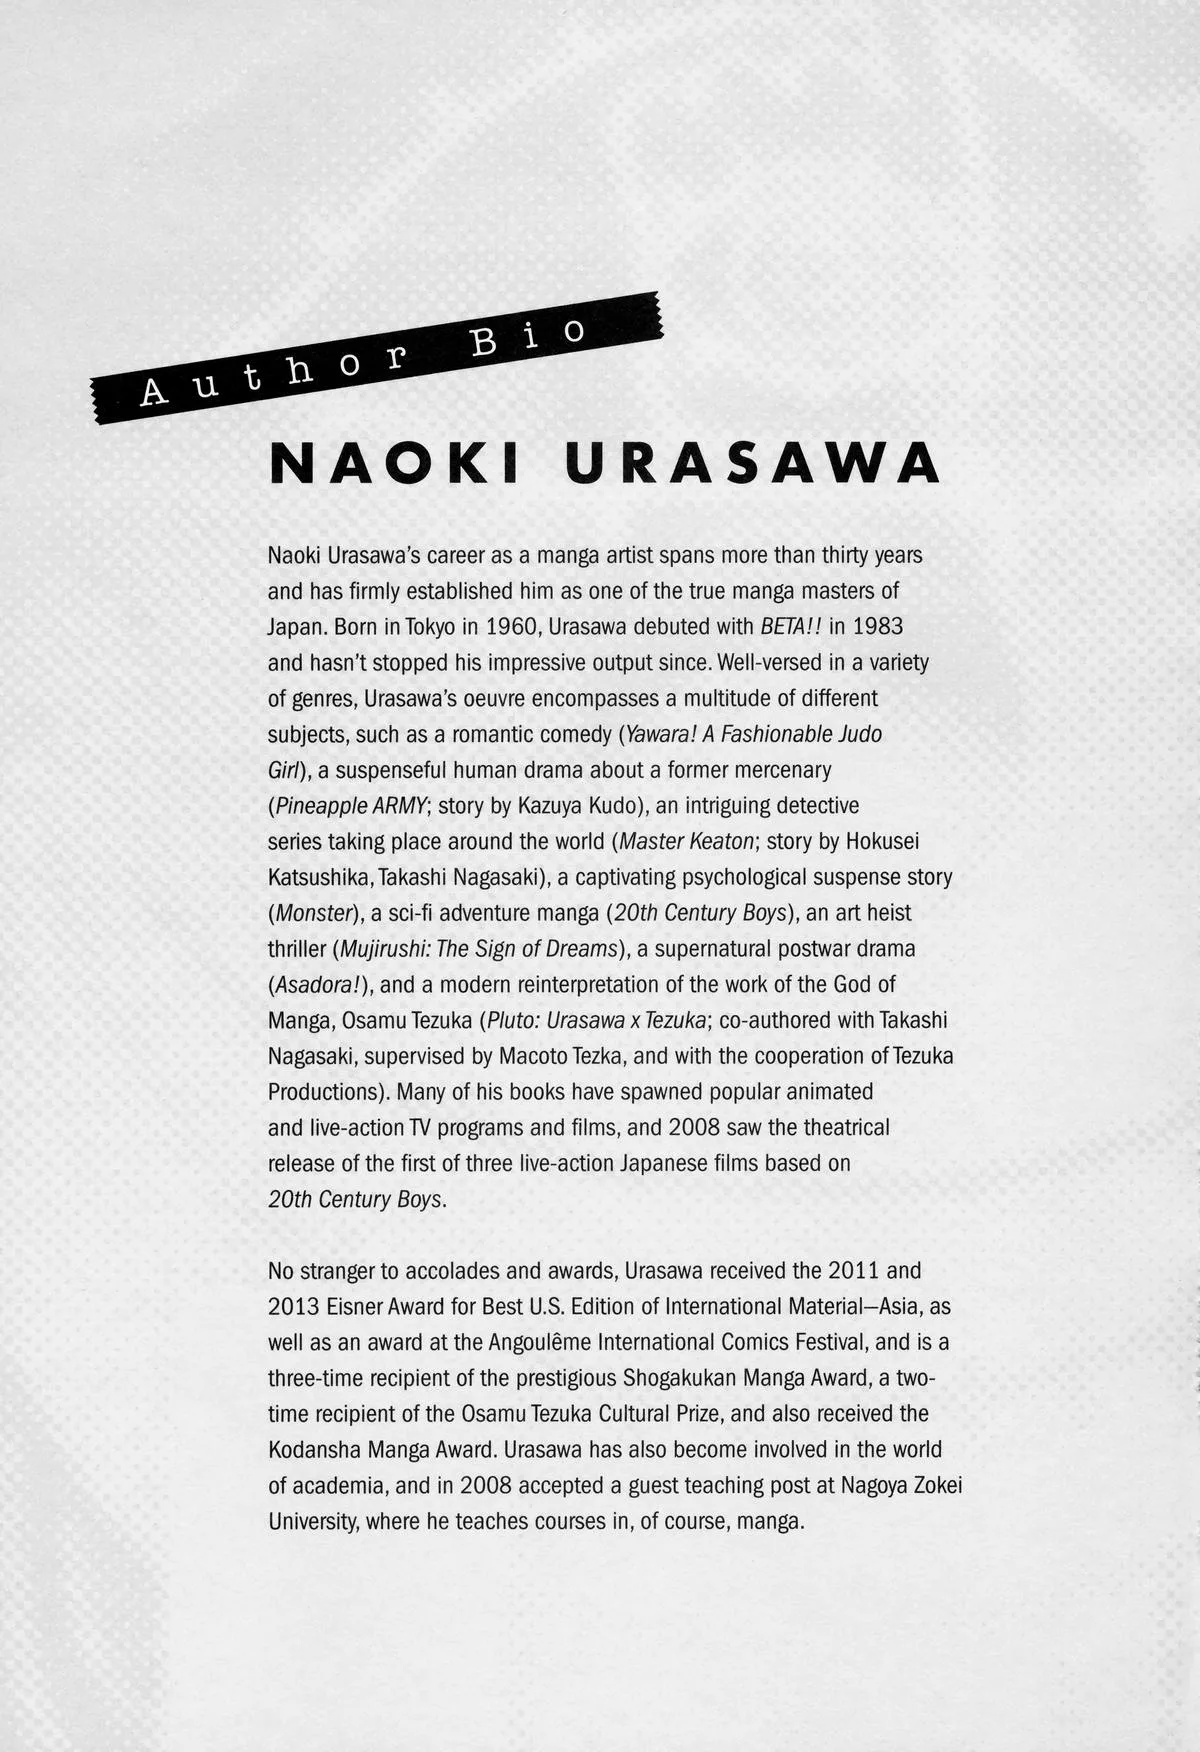 Author Bio
NAOKI URASAWA
Naoki Urasawa's career as a manga artist spans more than thirty years
and has firmly established him as one of the true manga masters of
Japan. Born in Tokyo in 1960, Urasawa debuted with BETA!! in 1983
and hasn't stopped his impressive output since. Well-versed in a variety
of genres, Urasawa's oeuvre encompasses a multitude of different
subjects, such as a romantic comedy (Yawara! A Fashionable Judo
Girl), a suspenseful human drama about a former mercenary
(Pineapple ARMY; story by Kazuya Kudo), an intriguing detective
series taking place around the world (Master Keaton; story by Hokusei
Katsushika, Takashi Nagasaki), a captivating psychological suspense story
(Monster), a sci-fi adventure manga (20th Century Boys), an art heist
thriller (Mujirushi: The Sign of Dreams), a supernatural postwar drama
(Asadora!), and a modern reinterpretation of the work of the God of
Manga, Osamu Tezuka (Pluto: Urasawa x Tezuka; co-authored with Takashi
Nagasaki, supervised by Macoto Tezka, and with the cooperation of Tezuka
Productions). Many of his books have spawned popular animated
and live-action TV programs and films, and 2008 saw the theatrical
release of the first of three live-action Japanese films based on
20th Century Boys.
No stranger to accolades and awards, Urasawa received the 2011 and
2013 Eisner Award for Best U.S. Edition of International Material—Asia, as
well as an award at the Angoulême International Comics Festival, and is a
three-time recipient of the prestigious Shogakukan Manga Award, a two-
time recipient of the Osamu Tezuka Cultural Prize, and also received the
Kodansha Manga Award. Urasawa has also become involved in the world
of academia, and in 2008 accepted a guest teaching post at Nagoya Zokei
University, where he teaches courses in, of course, manga.